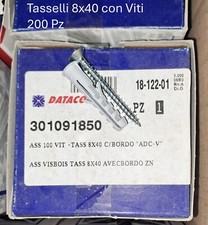 Tasselli 8x40 con Viti
200 Pz
18-122-01
DATACO
PZ 1
301091850
ASS 100 VIT -TASS 8X40 C/BORDO "ADC-V"
ASS VISBOIS TASS 8X40 AVECBORDO ZN